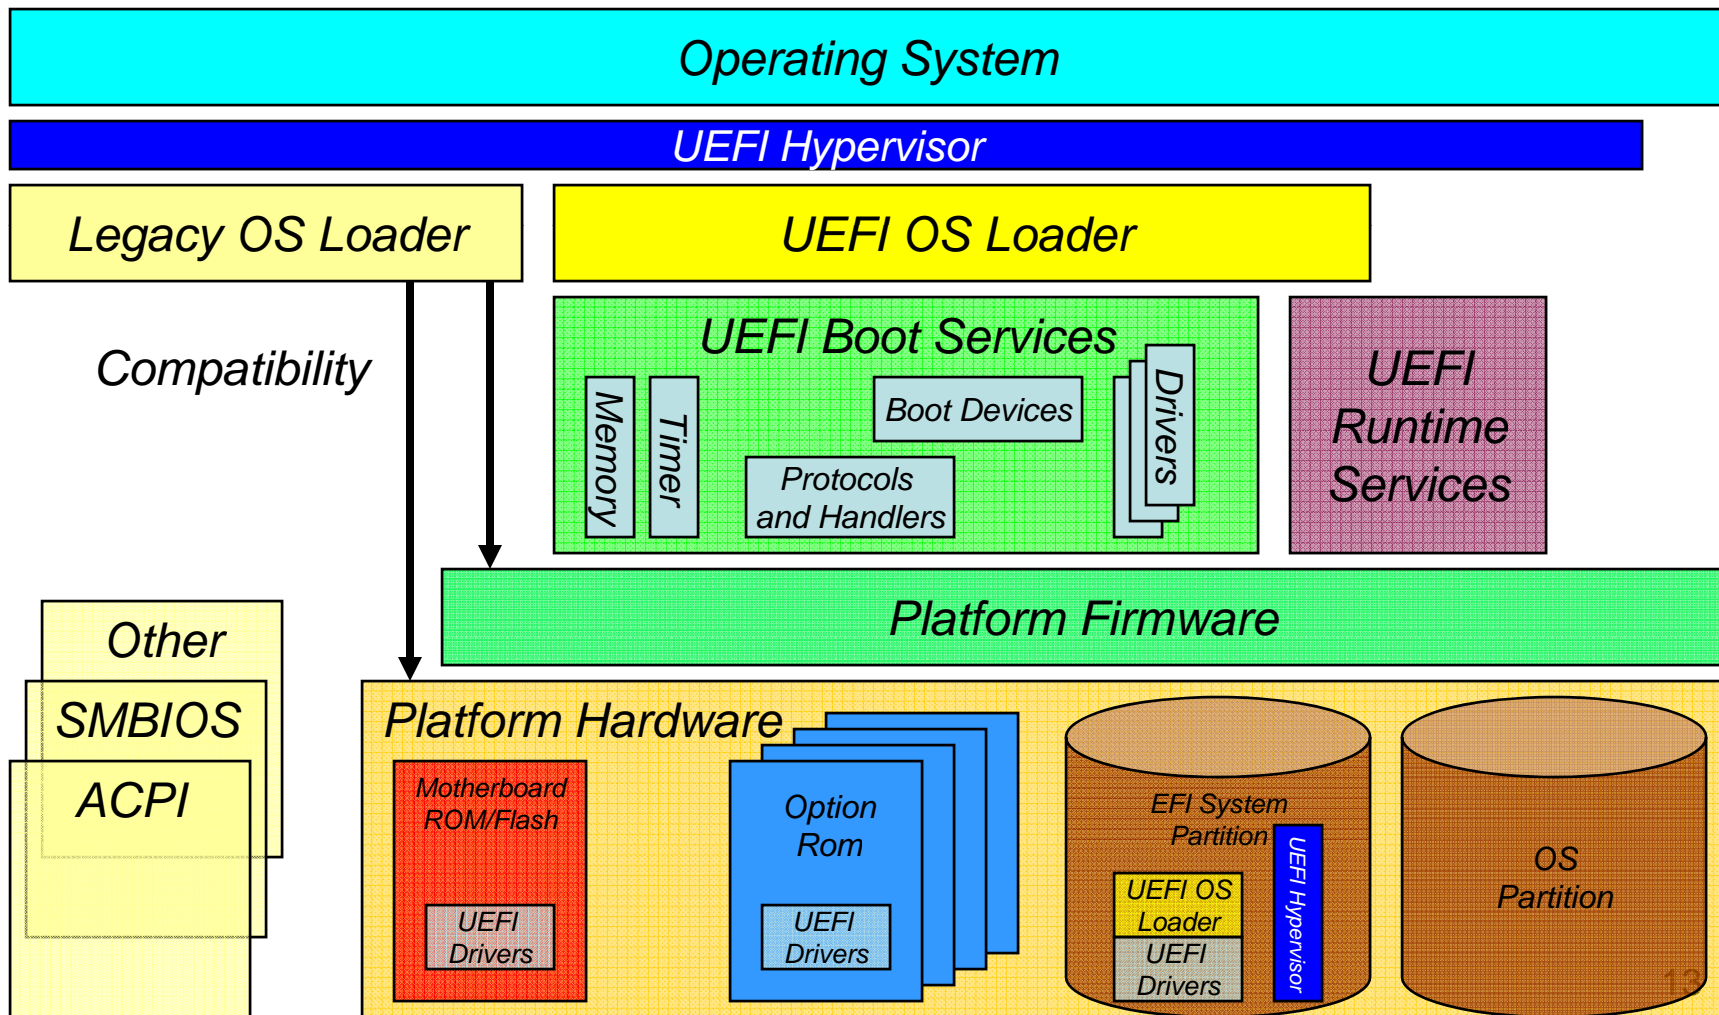 Operating System
UEFI Hypervisor
Legacy OS Loader
UEFI OS Loader
Compatibility
UEFI Boot Services
Memory
Timer
Boot Devices
Protocols
and Handlers
Drivers
UEFI
Runtime
Services
Platform Firmware
Other
SMBIOS
ACPI
Platform Hardware
Motherboard
ROM/Flash
UEFI
Drivers
Option
Rom
UEFI
Drivers
EFI System
Partition
UEFI OS
Loader
UEFI
Drivers
UEFI Hypervisor
OS
Partition
13